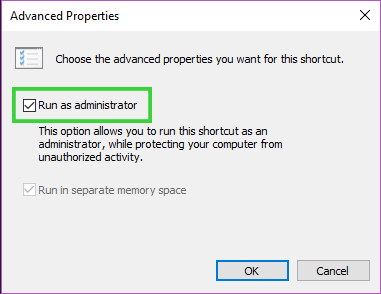 Advanced Properties
Choose the advanced properties you want for this shortcut.
Run as administrator
This option allows you to run this shortcut as an
administrator, while protecting your computer from
unauthorized activity.
Run in separate memory space
OK
Cancel